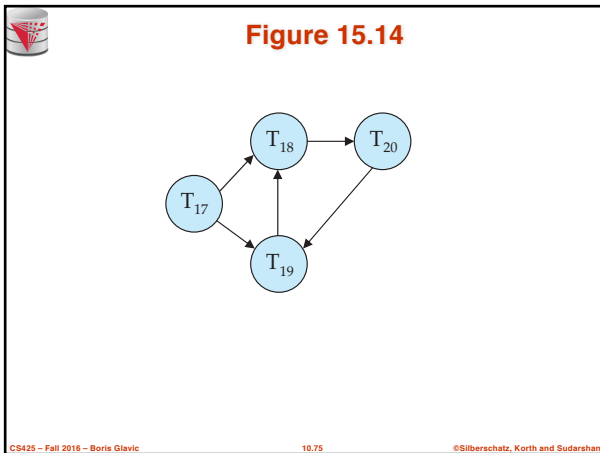 Figure 15.14
T18
T20
T17
T19
CS425 – Fall 2016 – Boris Glavic 10.75 ©Silberschatz, Korth and Sudarshan